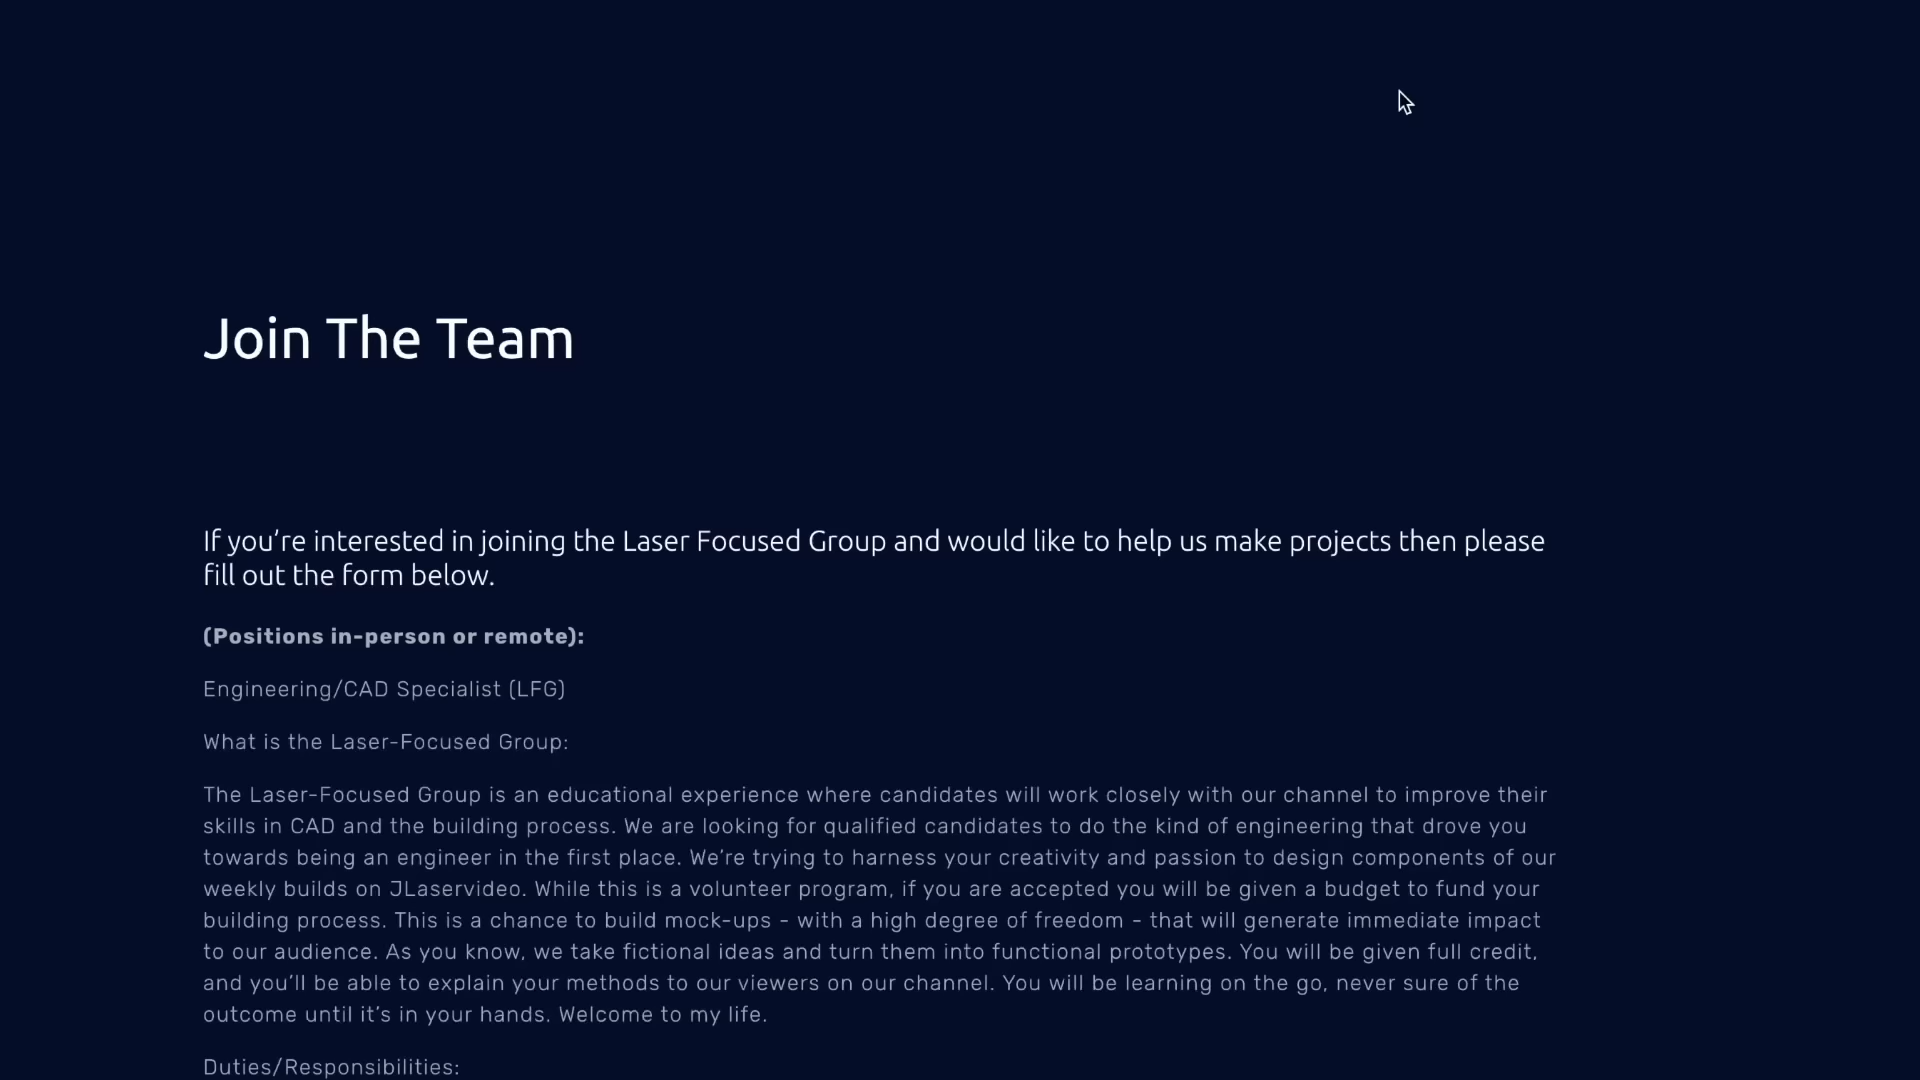 Join The Team
If you’re interested in joining the Laser Focused Group and would like to help us make projects then please
fill out the form below.
(Positions in-person or remote):
Engineering/CAD Specialist (LFG)
What is the Laser-Focused Group:
The Laser-Focused Group is an educational experience where candidates will work closely with our channel to improve their
skills in CAD and the building process. We are looking for qualified candidates to do the kind of engineering that drove you
towards being an engineer in the first place. We’re trying to harness your creativity and passion to design components of our
weekly builds on JLaservideo. While this is a volunteer program, if you are accepted you will be given a budget to fund your
building process. This is a chance to build mock-ups - with a high degree of freedom - that will generate immediate impact
to our audience. As you know, we take fictional ideas and turn them into functional prototypes. You will be given full credit,
and you’ll be able to explain your methods to our viewers on our channel. You will be learning on the go, never sure of the
outcome until it’s in your hands. Welcome to my life.
Duties/Responsibilities: